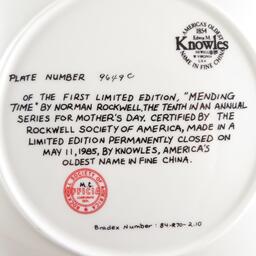 AMERICA'S OLDEST
1854
Edwin M.
Knowles
NAME IN FINE CHINA
PLATE NUMBER 9649C
OF THE FIRST LIMITED EDITION, "MENDING
TIME" BY NORMAN ROCKWELL, THE TENTH IN AN ANNUAL
SERIES FOR MOTHER'S DAY. CERTIFIED BY THE
ROCKWELL SOCIETY OF AMERICA, MADE IN A
LIMITED EDITION PERMANENTLY CLOSED ON
MAY 11, 1985, BY KNOWLES, AMERICA'S
OLDEST NAME IN FINE CHINA.
Bradex Number: 84-R70-2.10